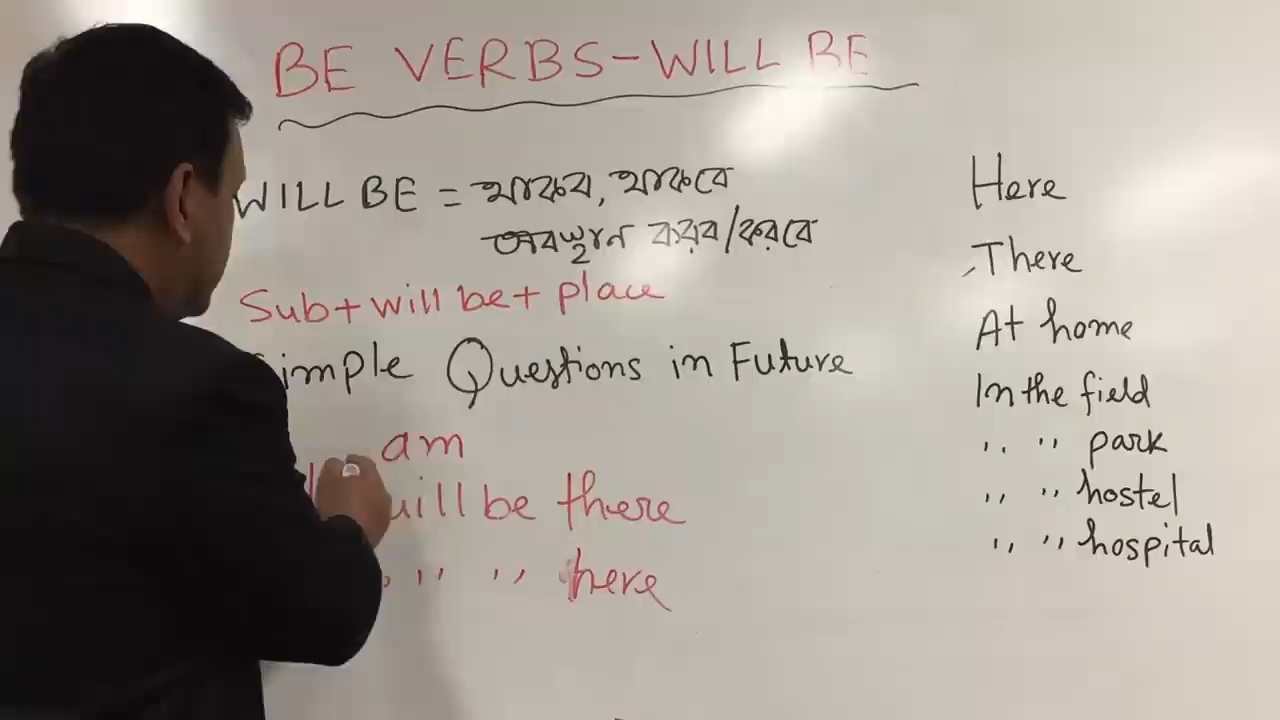 BE VERBS-WILL BE
WILL BE = থাকব, থাকবে
অবস্থান করব/করবে
Sub+ will be + place
Simple Questions in Future
am
will be there
,, ,, ,, here
Here
There
At home
In the field
,, ,, park
,, ,, hostel
,, ,, hospital